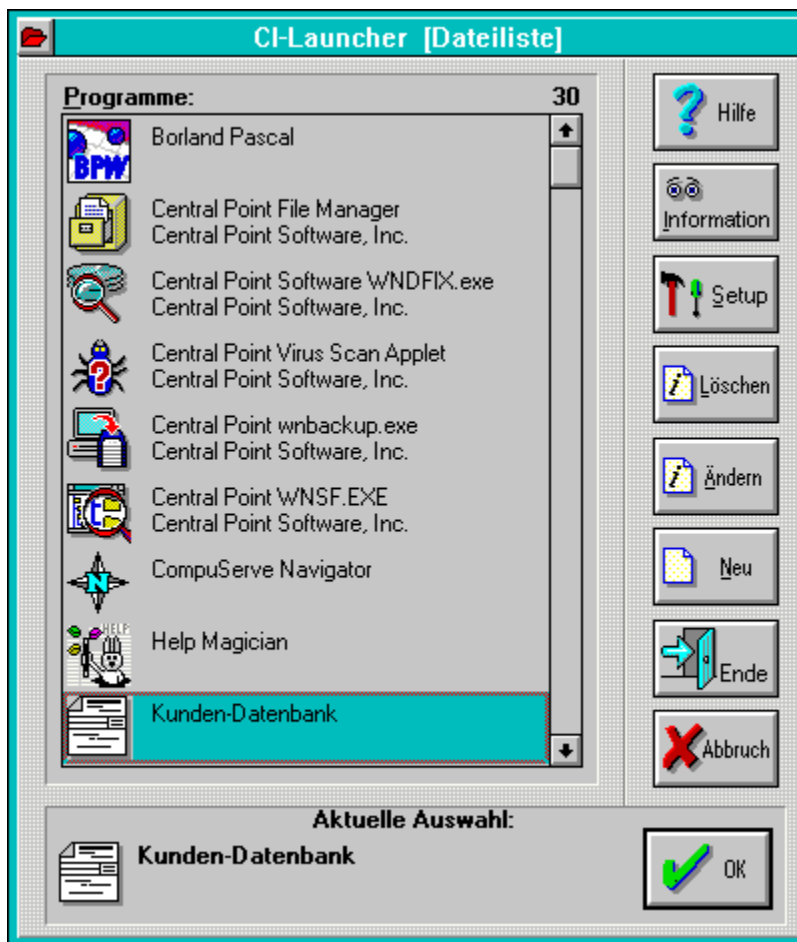 CI-Launcher [Dateiliste]
Programme: 30
BPW
Borland Pascal
Central Point File Manager
Central Point Software, Inc.
Central Point Software WNDFIX.exe
Central Point Software, Inc.
Central Point Virus Scan Applet
Central Point Software, Inc.
Central Point wnbackup.exe
Central Point Software, Inc.
Central Point WNSF.EXE
Central Point Software, Inc.
N
CompuServe Navigator
HELP
Help Magician
Kunden-Datenbank
Hilfe
Information
Setup
Löschen
Ändern
Neu
Ende
Abbruch
Aktuelle Auswahl:
Kunden-Datenbank
OK